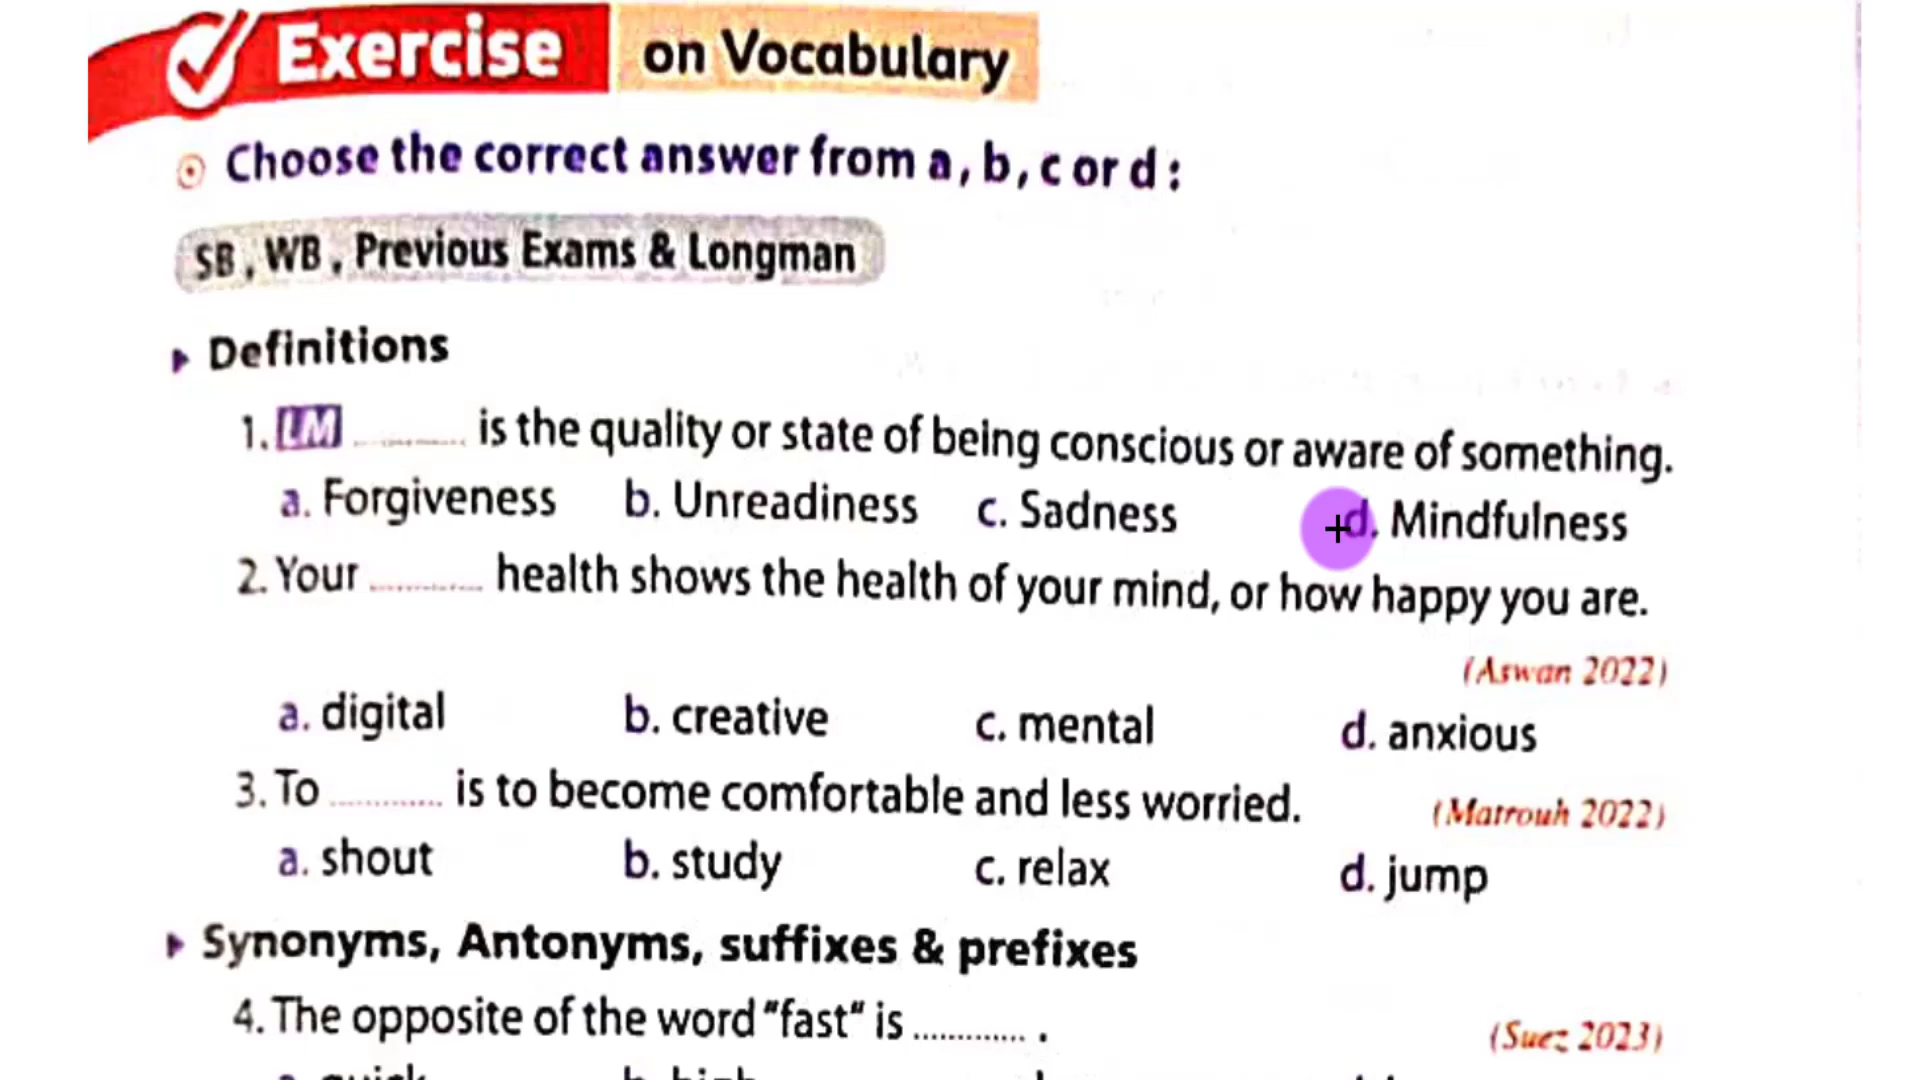 Exercise on Vocabulary
Choose the correct answer from a, b, c or d :
SB, WB, Previous Exams & Longman
Definitions
1. LM ............ is the quality or state of being conscious or aware of something.
a. Forgiveness b. Unreadiness c. Sadness d. Mindfulness
2. Your ............ health shows the health of your mind, or how happy you are.
(Aswan 2022)
a. digital b. creative c. mental d. anxious
3. To ............ is to become comfortable and less worried. (Matrouh 2022)
a. shout b. study c. relax d. jump
Synonyms, Antonyms, suffixes & prefixes
4. The opposite of the word "fast" is ............ . (Suez 2023)
a. quick b. high